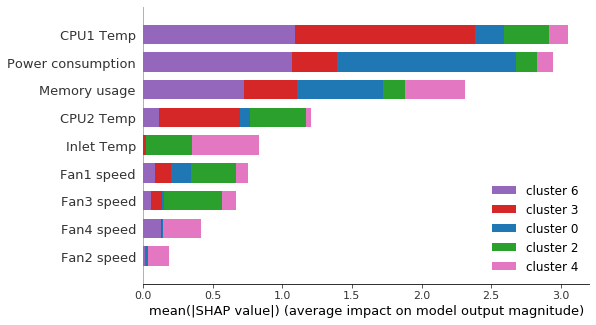 CPU1 Temp
Power consumption
Memory usage
CPU2 Temp
Inlet Temp
Fan1 speed
Fan3 speed
Fan4 speed
Fan2 speed
cluster 6
cluster 3
cluster 0
cluster 2
cluster 4
0.0 0.5 1.0 1.5 2.0 2.5 3.0
mean(|SHAP value|) (average impact on model output magnitude)